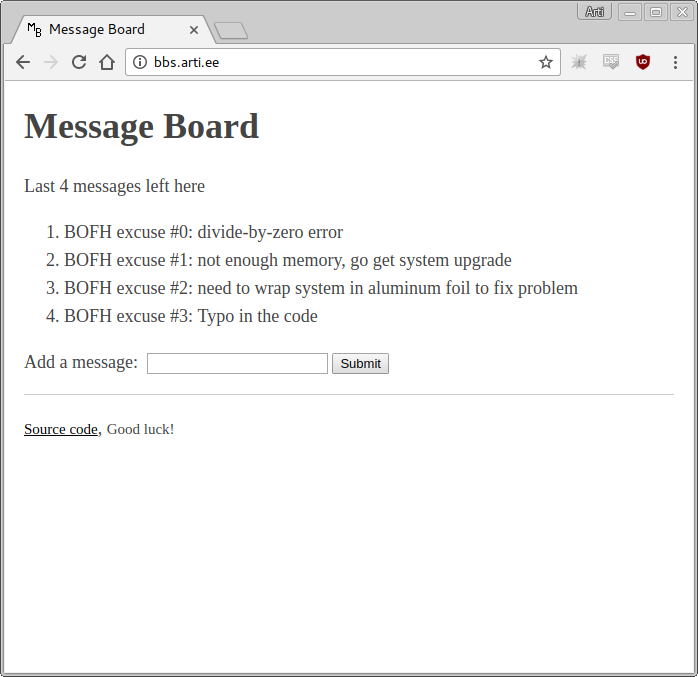 Arti
MB Message Board
bbs.arti.ee
CSS
Message Board
Last 4 messages left here
1. BOFH excuse #0: divide-by-zero error
2. BOFH excuse #1: not enough memory, go get system upgrade
3. BOFH excuse #2: need to wrap system in aluminum foil to fix problem
4. BOFH excuse #3: Typo in the code
Add a message: Submit
Source code, Good luck!